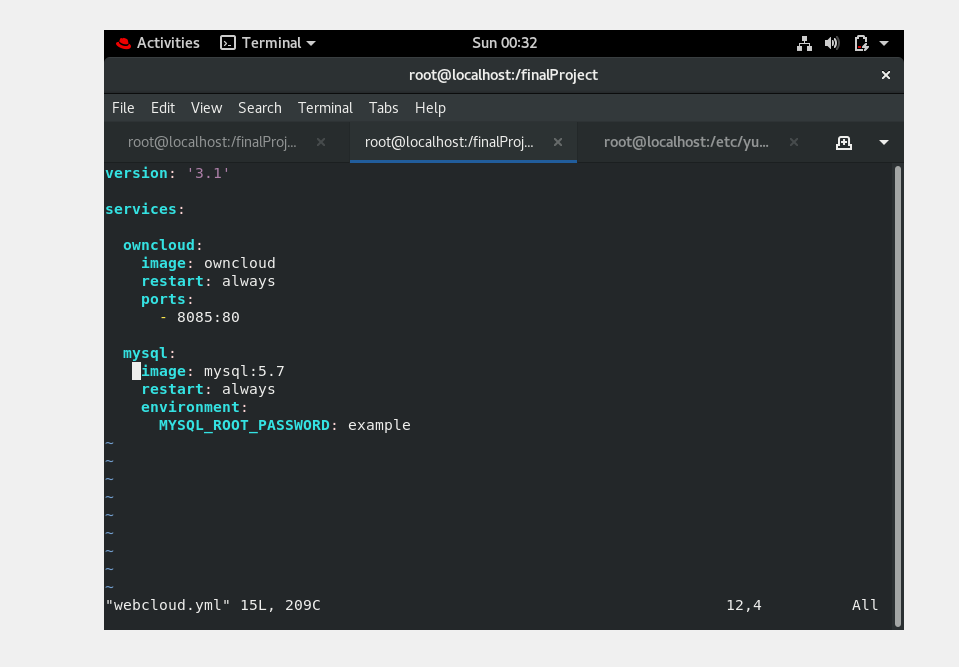 Activities Terminal Sun 00:32
root@localhost:/finalProject ×
File Edit View Search Terminal Tabs Help
root@localhost:/finalProj... × root@localhost:/finalProj... × root@localhost:/etc/yu... ×
version: '3.1'
services:
  owncloud:
    image: owncloud
    restart: always
    ports:
      - 8085:80
  mysql:
    image: mysql:5.7
    restart: always
    environment:
      MYSQL_ROOT_PASSWORD: example
~
~
~
~
~
~
~
~
~
"webcloud.yml" 15L, 209C 12,4 All